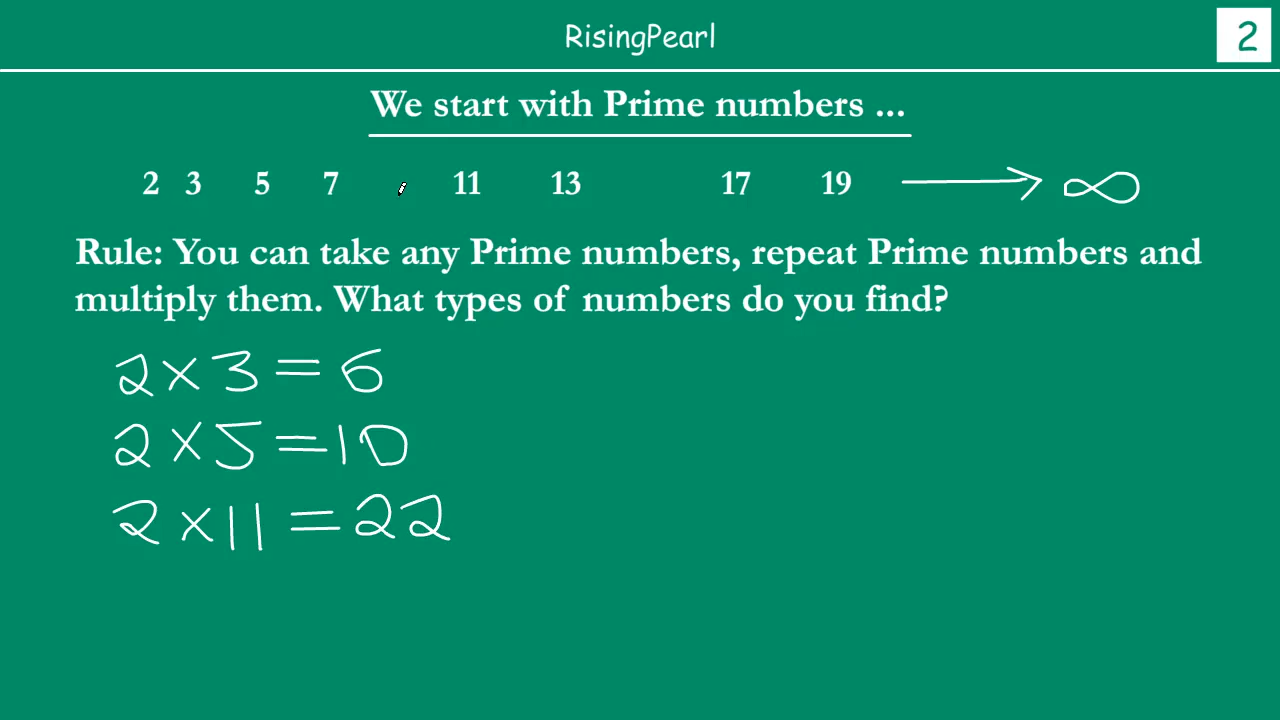 RisingPearl
2
We start with Prime numbers ...
2 3 5 7 11 13 17 19 → ∞
Rule: You can take any Prime numbers, repeat Prime numbers and
multiply them. What types of numbers do you find?
2 × 3 = 6
2 × 5 = 10
2 × 11 = 22